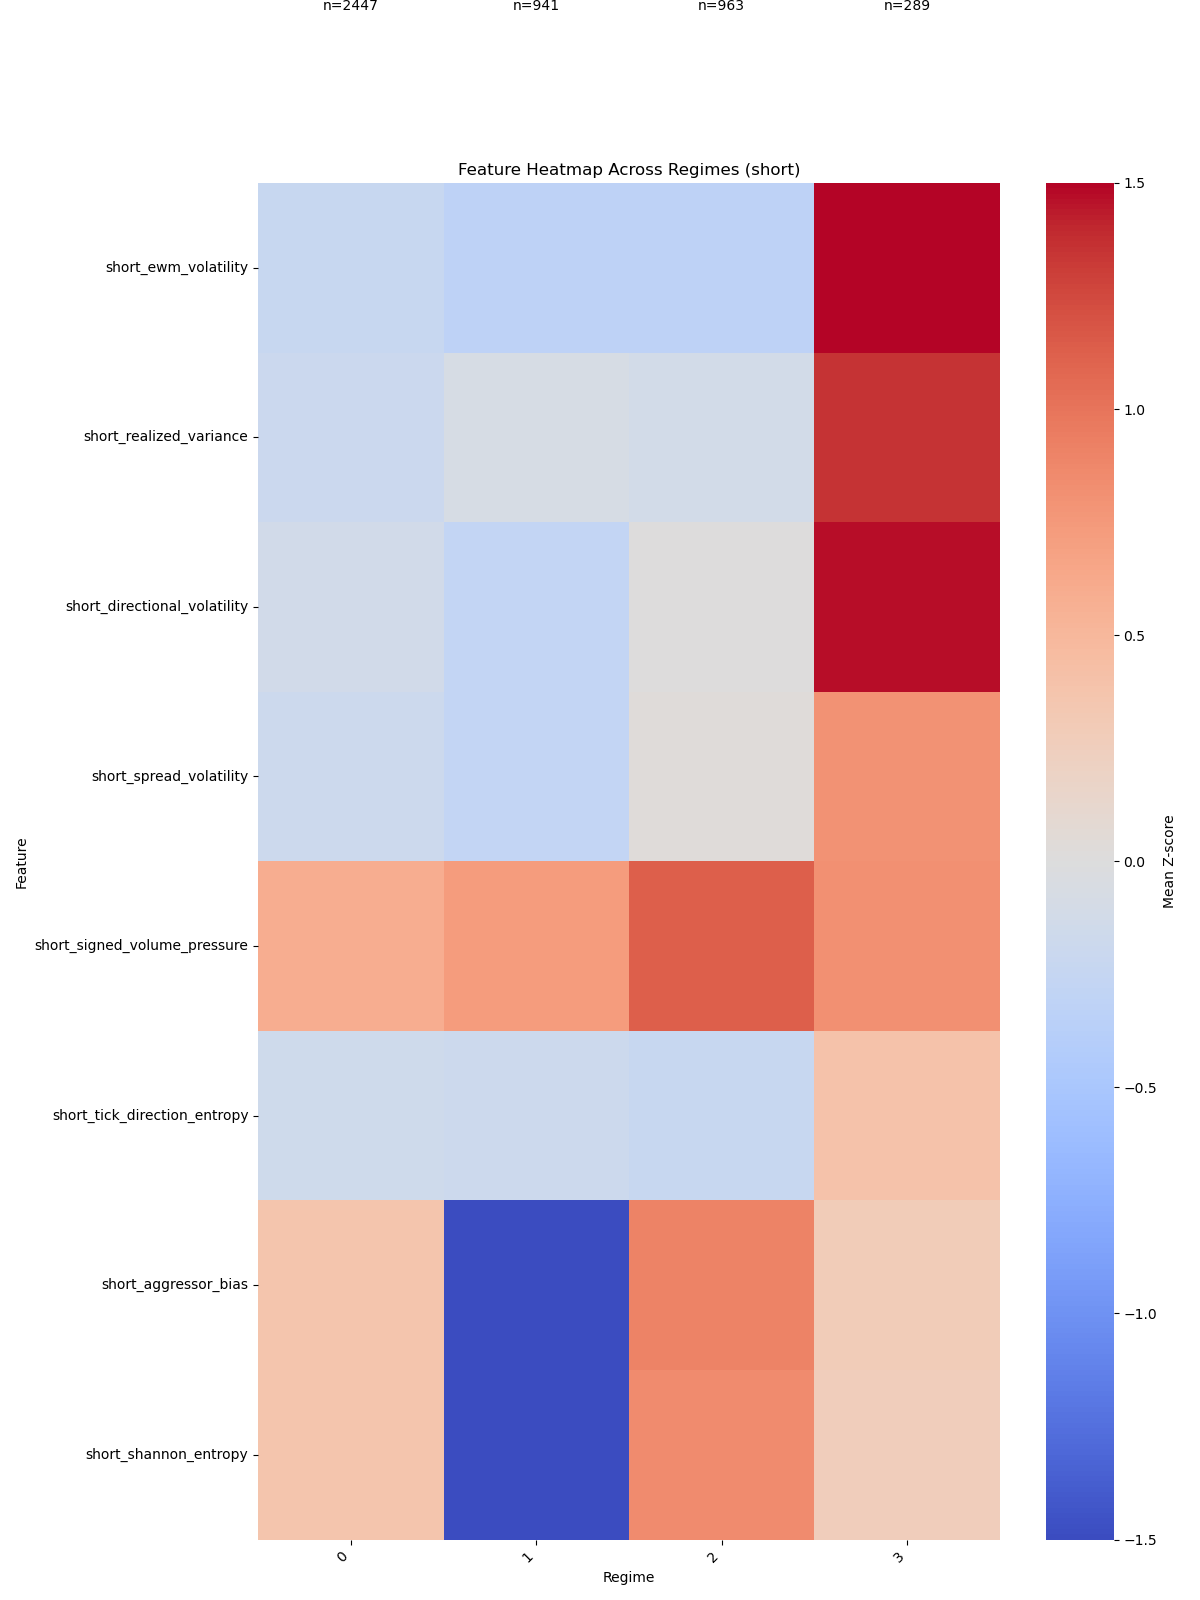 n=2447 n=941 n=963 n=289
Feature Heatmap Across Regimes (short)
short_ewm_volatility
short_realized_variance
short_directional_volatility
short_spread_volatility
short_signed_volume_pressure
short_tick_direction_entropy
short_aggressor_bias
short_shannon_entropy
Feature
0 1 2 3
Regime
1.5
1.0
0.5
0.0
−0.5
−1.0
−1.5
Mean Z-score